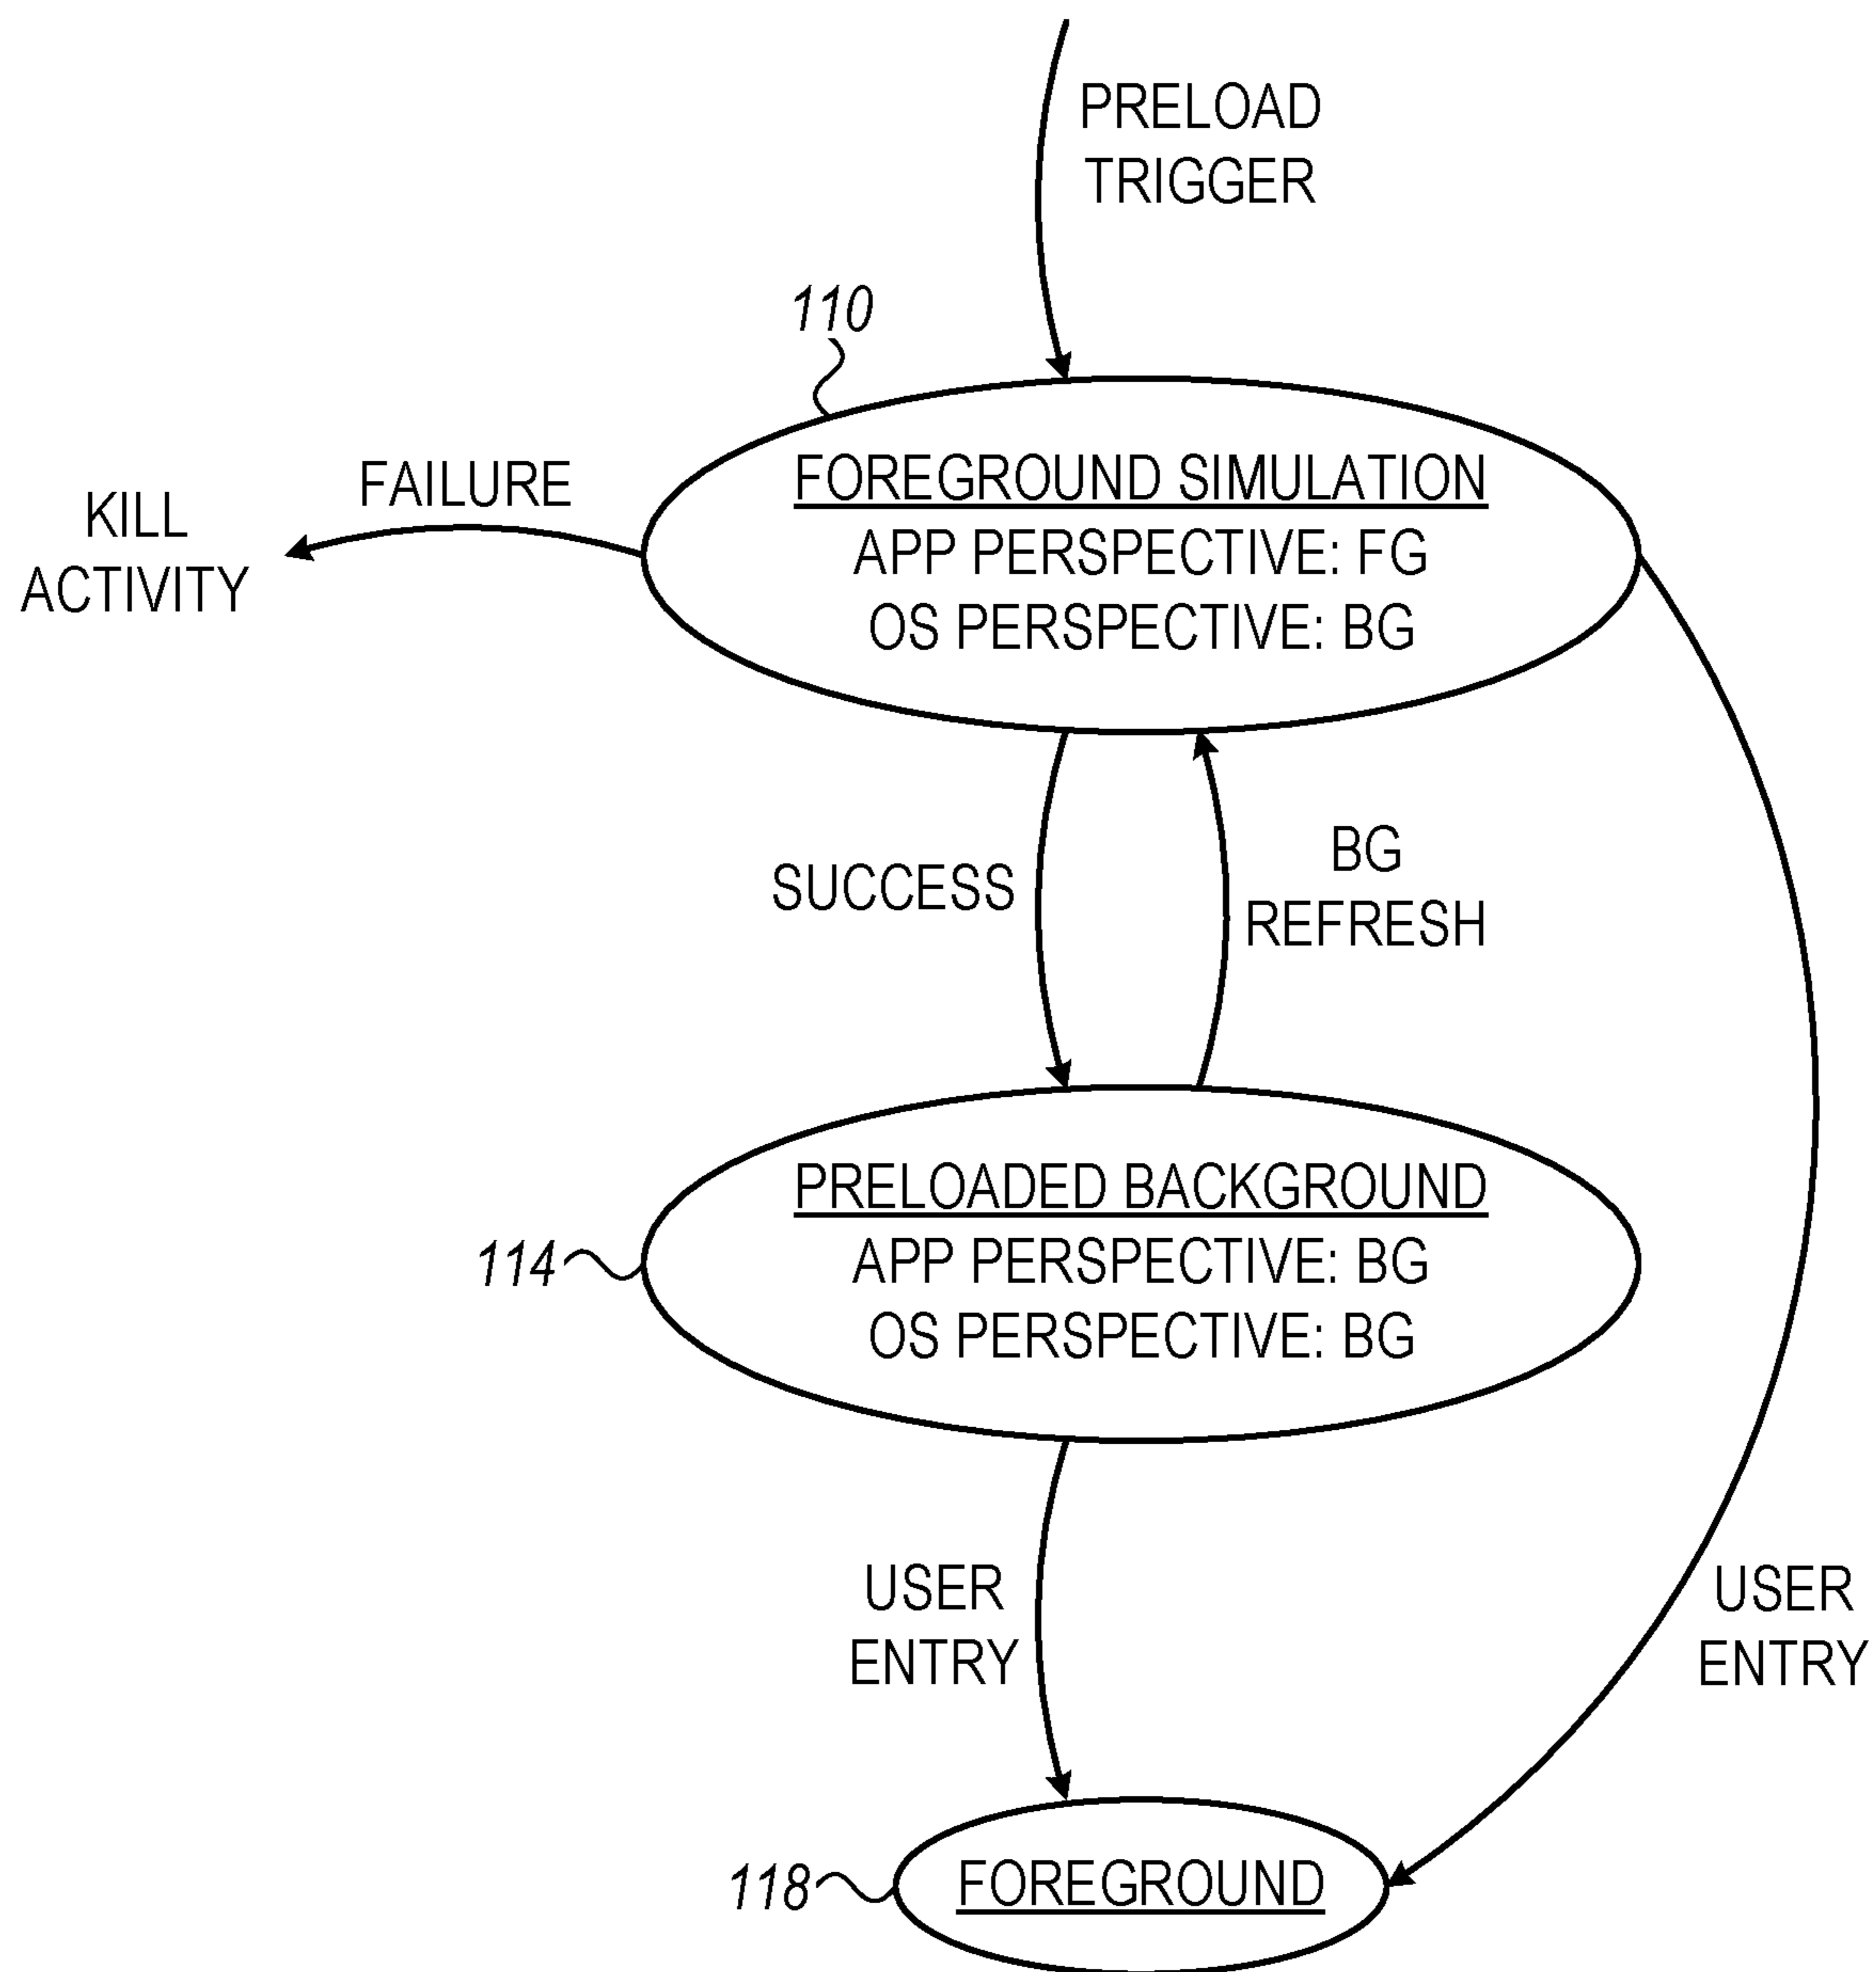 PRELOAD
TRIGGER
110
FOREGROUND SIMULATION
APP PERSPECTIVE: FG
OS PERSPECTIVE: BG
FAILURE
KILL
ACTIVITY
SUCCESS
BG
REFRESH
PRELOADED BACKGROUND
APP PERSPECTIVE: BG
OS PERSPECTIVE: BG
114
USER
ENTRY
USER
ENTRY
118
FOREGROUND